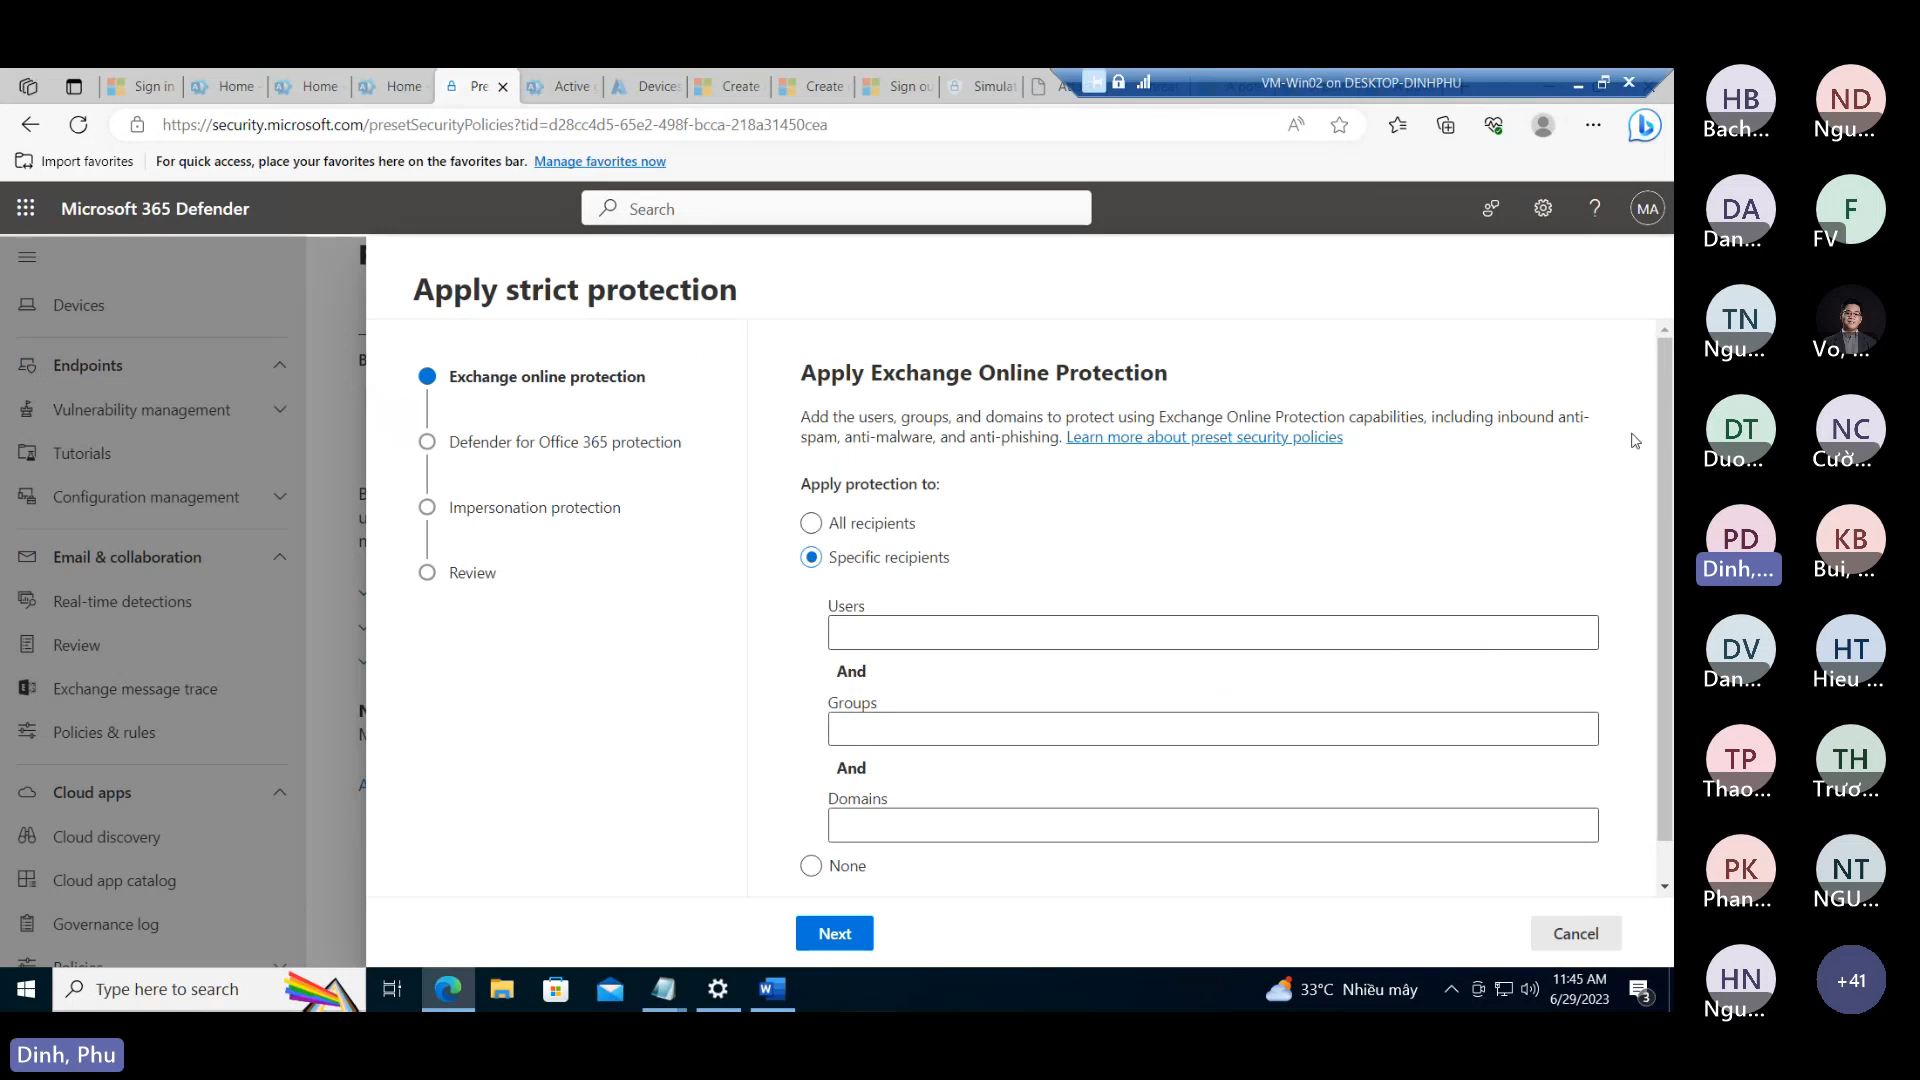 Sign in
Home
Home
Home
Pre
Active
Devices
Create
Create
Sign ou
Simulat
VM-Win02 on DESKTOP-DINHPHU
https://security.microsoft.com/presetSecurityPolicies?tid=d28cc4d5-65e2-498f-bcca-218a31450cea
Import favorites
For quick access, place your favorites here on the favorites bar. Manage favorites now
Microsoft 365 Defender
Search
MA
Devices
Endpoints
Vulnerability management
Tutorials
Configuration management
Email & collaboration
Real-time detections
Review
Exchange message trace
Policies & rules
Cloud apps
Cloud discovery
Cloud app catalog
Governance log
Apply strict protection
Exchange online protection
Defender for Office 365 protection
Impersonation protection
Review
Apply Exchange Online Protection
Add the users, groups, and domains to protect using Exchange Online Protection capabilities, including inbound anti-
spam, anti-malware, and anti-phishing. Learn more about preset security policies
Apply protection to:
All recipients
Specific recipients
Users
And
Groups
And
Domains
None
Next
Cancel
Type here to search
33°C Nhiều mây
11:45 AM
6/29/2023
3
Dinh, Phu
HB
Bach...
ND
Ngu...
DA
Dan...
F
FV
TN
Ngu...
Vo, ...
DT
Duo...
NC
Cườ...
PD
Dinh,...
KB
Bui, ...
DV
Dan...
HT
Hieu ...
TP
Thao...
TH
Trươ...
PK
Phan...
NT
NGU...
HN
Ngu...
+41